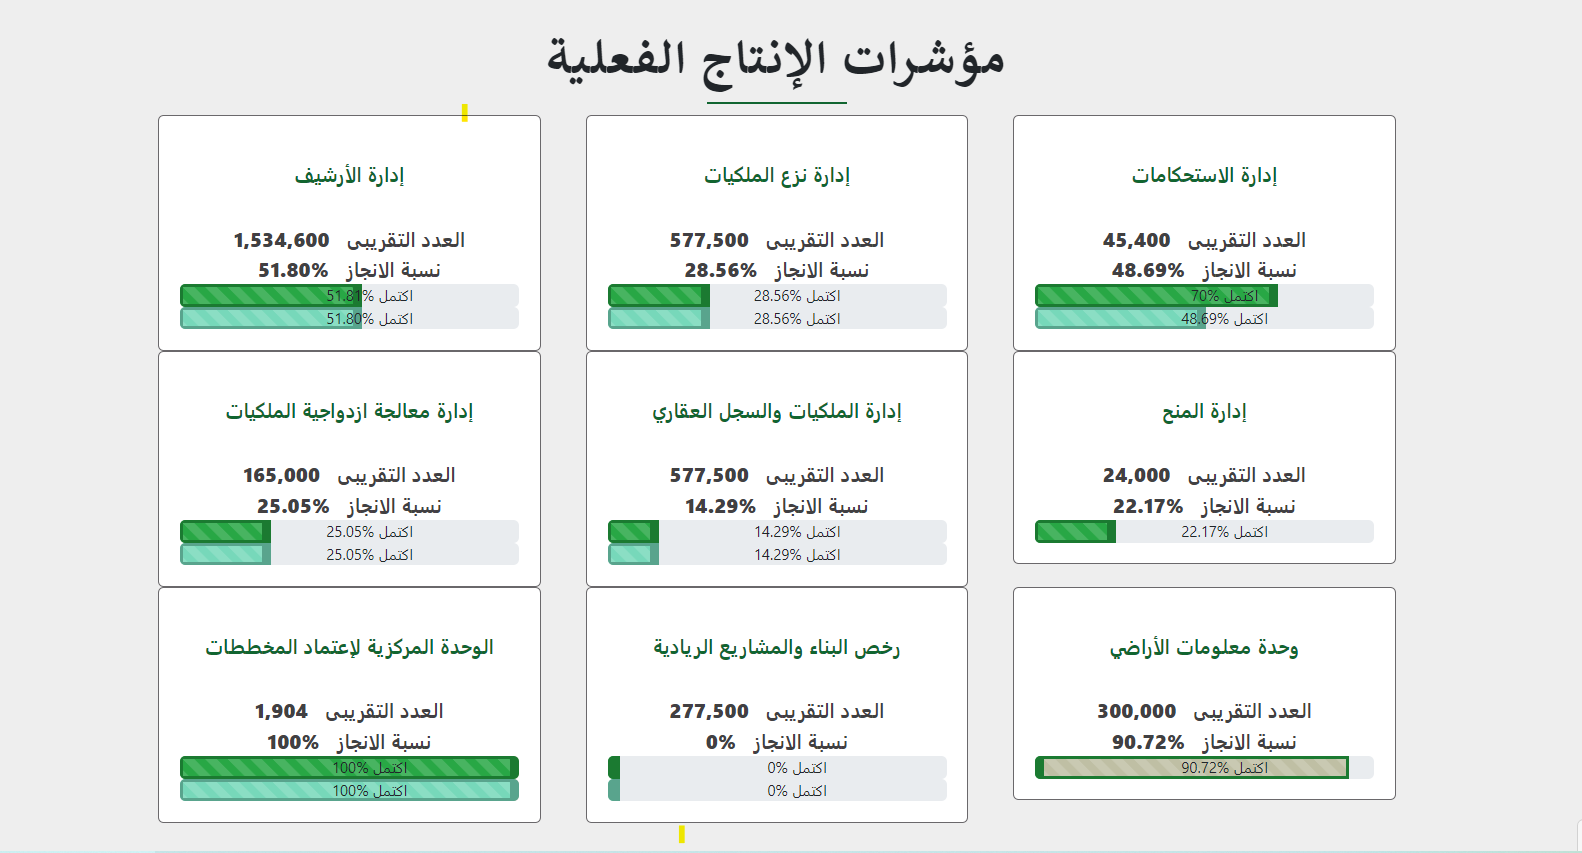 مؤشرات الإنتاج الفعلية
إدارة الاستحكامات
العدد التقريبى 45,400
نسبة الانجاز 48.69%
اكتمل 70%
اكتمل 48.69%
إدارة نزع الملكيات
العدد التقريبى 577,500
نسبة الانجاز 28.56%
اكتمل 28.56%
اكتمل 28.56%
إدارة الأرشيف
العدد التقريبى 1,534,600
نسبة الانجاز 51.80%
اكتمل 51.81%
اكتمل 51.80%
إدارة المنح
العدد التقريبى 24,000
نسبة الانجاز 22.17%
اكتمل 22.17%
إدارة الملكيات والسجل العقاري
العدد التقريبى 577,500
نسبة الانجاز 14.29%
اكتمل 14.29%
اكتمل 14.29%
إدارة معالجة ازدواجية الملكيات
العدد التقريبى 165,000
نسبة الانجاز 25.05%
اكتمل 25.05%
اكتمل 25.05%
وحدة معلومات الأراضي
العدد التقريبى 300,000
نسبة الانجاز 90.72%
اكتمل 90.72%
رخص البناء والمشاريع الريادية
العدد التقريبى 277,500
نسبة الانجاز 0%
اكتمل 0%
اكتمل 0%
الوحدة المركزية لإعتماد المخططات
العدد التقريبى 1,904
نسبة الانجاز 100%
اكتمل 100%
اكتمل 100%